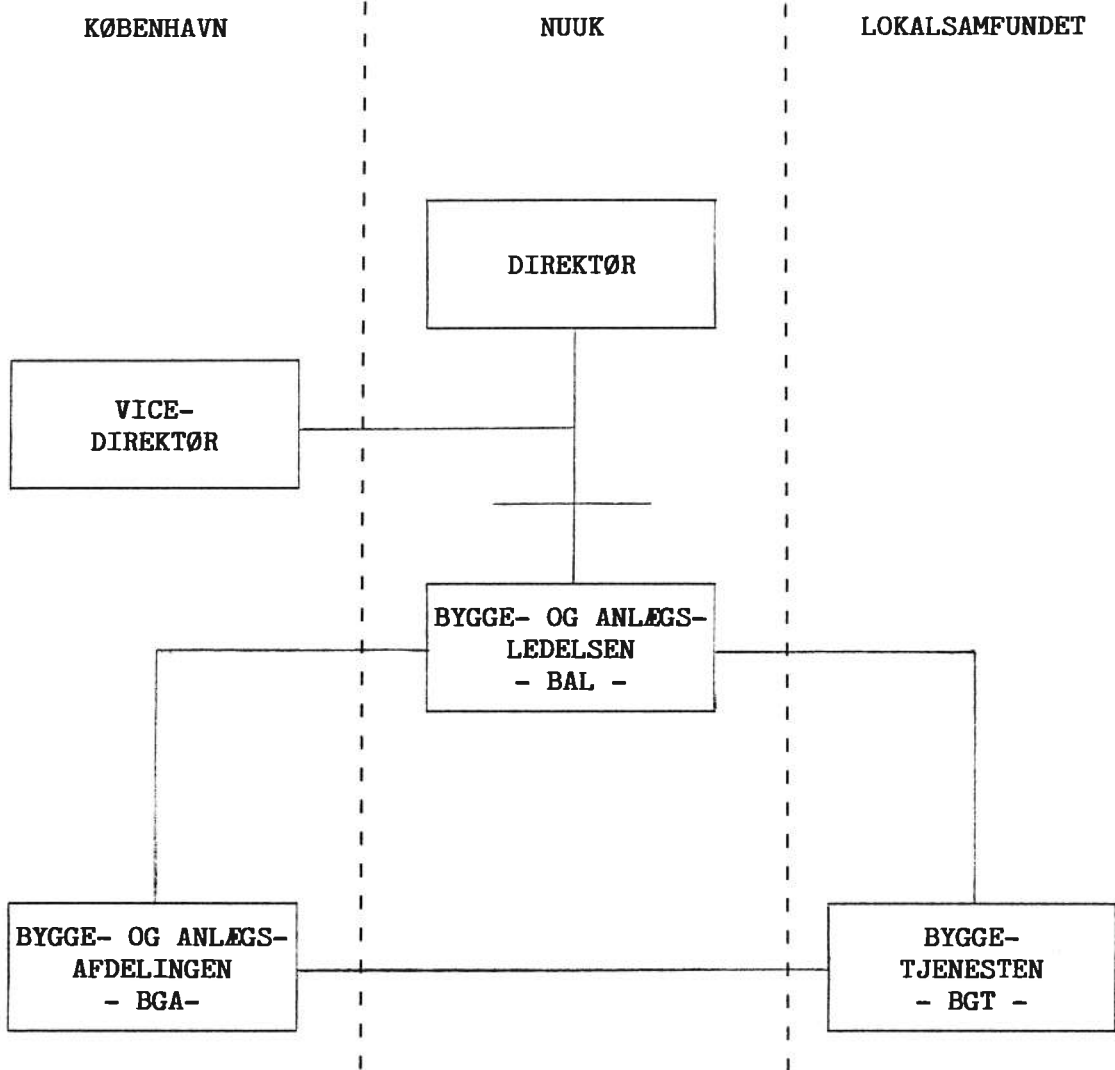 KØBENHAVN
NUUK
LOKALSAMFUNDET
DIREKTØR
VICE-
DIREKTØR
BYGGE- OG ANLÆGS-
LEDELSEN
- BAL -
BYGGE- OG ANLÆGS-
AFDELINGEN
- BGA-
BYGGE-
TJENESTEN
- BGT -